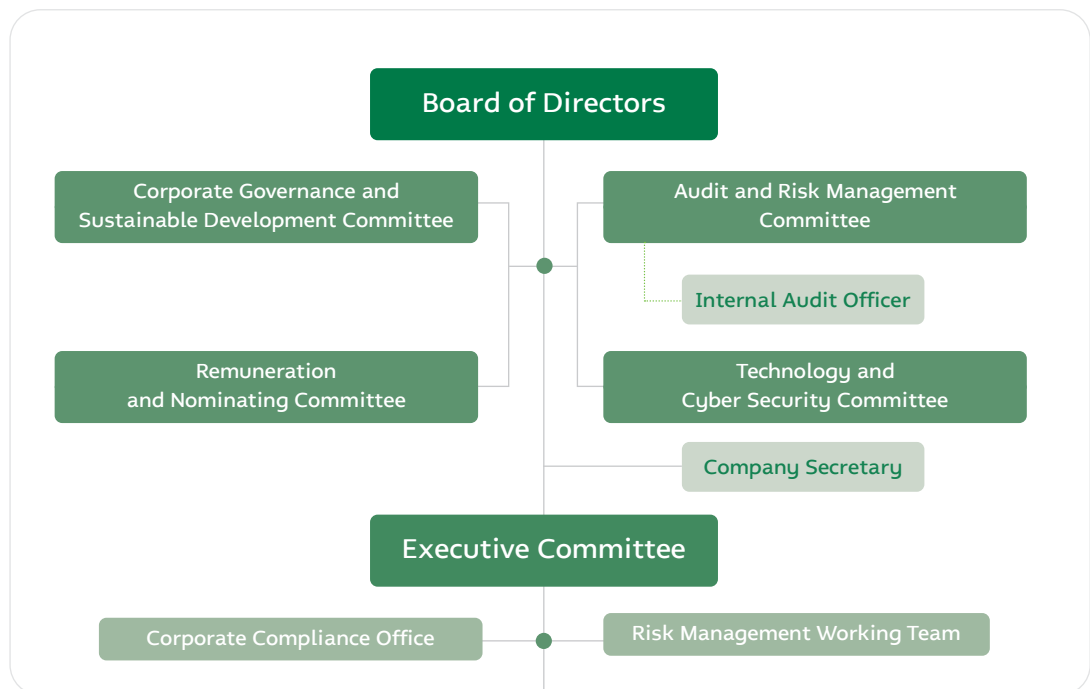 Board of Directors
Corporate Governance and
Sustainable Development Committee
Audit and Risk Management
Committee
Internal Audit Officer
Remuneration
and Nominating Committee
Technology and
Cyber Security Committee
Company Secretary
Executive Committee
Corporate Compliance Office
Risk Management Working Team